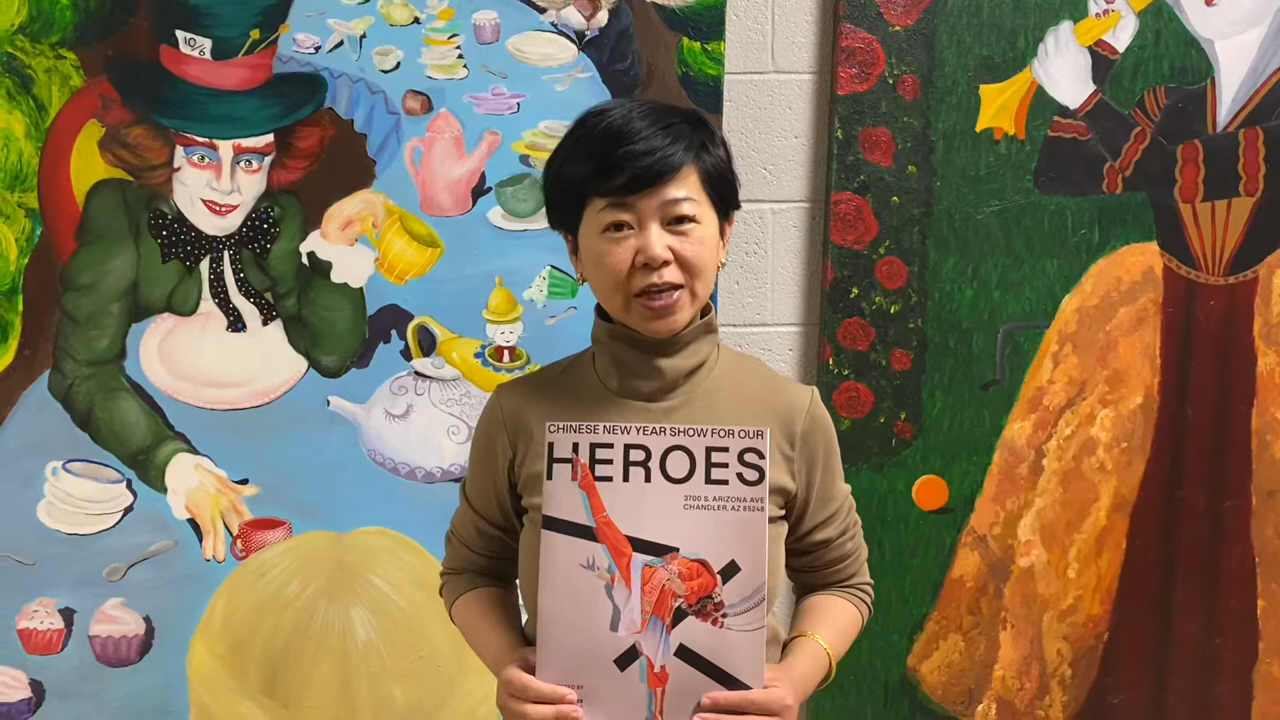 10/6
CHINESE NEW YEAR SHOW FOR OUR
HEROES
3700 S. ARIZONA AVE
CHANDLER, AZ 85248